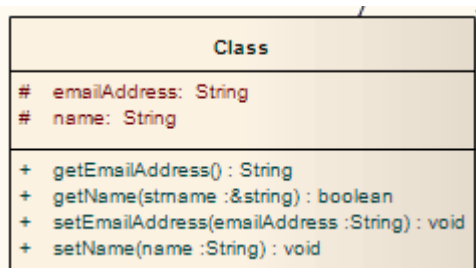 Class
# emailAddress: String
# name: String
+ getEmailAddress() : String
+ getName(strname :&string) : boolean
+ setEmailAddress(emailAddress :String) : void
+ setName(name :String) : void